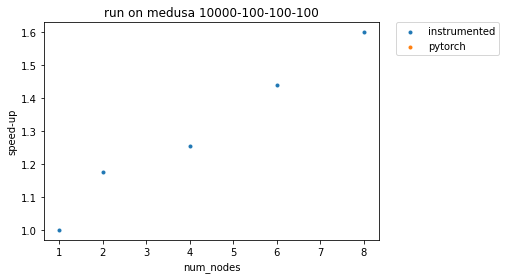 run on medusa 10000-100-100-100
instrumented
pytorch
1.6
1.5
1.4
1.3
1.2
1.1
1.0
speed-up
1 2 3 4 5 6 7 8
num_nodes